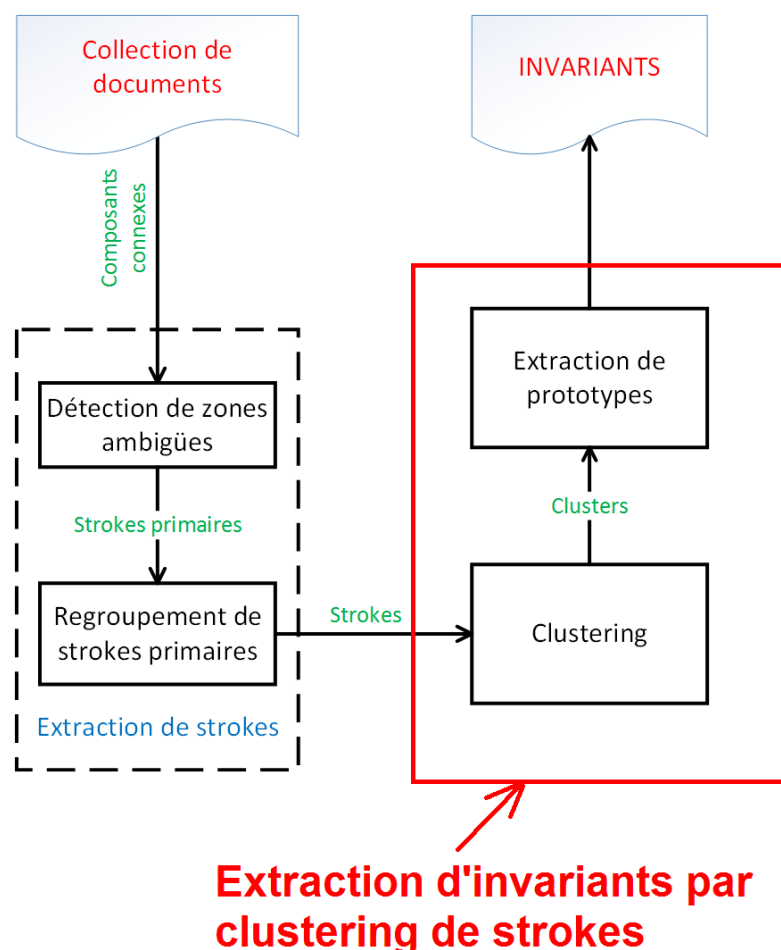 Collection de
documents
INVARIANTS
Composants
connexes
Détection de zones
ambigües
Strokes primaires
Regroupement de
strokes primaires
Extraction de strokes
Strokes
Extraction de
prototypes
Clusters
Clustering
Extraction d'invariants par
clustering de strokes